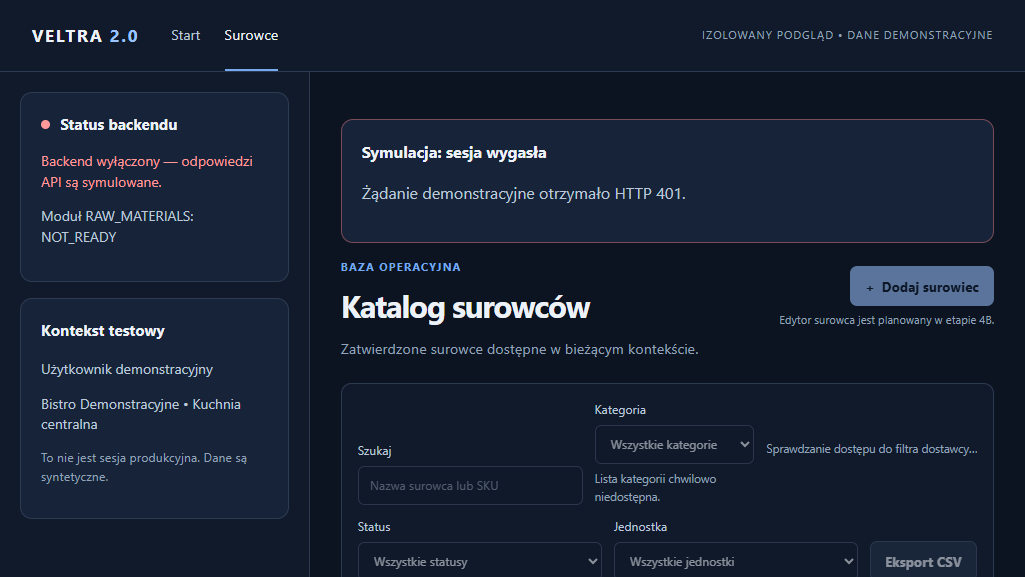 VELTRA 2.0
Start
Surowce
IZOLOWANY PODGLĄD • DANE DEMONSTRACYJNE
Status backendu
Backend wyłączony — odpowiedzi
API są symulowane.
Moduł RAW_MATERIALS:
NOT_READY
Kontekst testowy
Użytkownik demonstracyjny
Bistro Demonstracyjne • Kuchnia
centralna
To nie jest sesja produkcyjna. Dane są
syntetyczne.
Symulacja: sesja wygasła
Żądanie demonstracyjne otrzymało HTTP 401.
BAZA OPERACYJNA
Katalog surowców
Zatwierdzone surowce dostępne w bieżącym kontekście.
+ Dodaj surowiec
Edytor surowca jest planowany w etapie 4B.
Szukaj
Nazwa surowca lub SKU
Kategoria
Wszystkie kategorie
Lista kategorii chwilowo
niedostępna.
Sprawdzanie dostępu do filtra dostawcy...
Status
Wszystkie statusy
Jednostka
Wszystkie jednostki
Eksport CSV